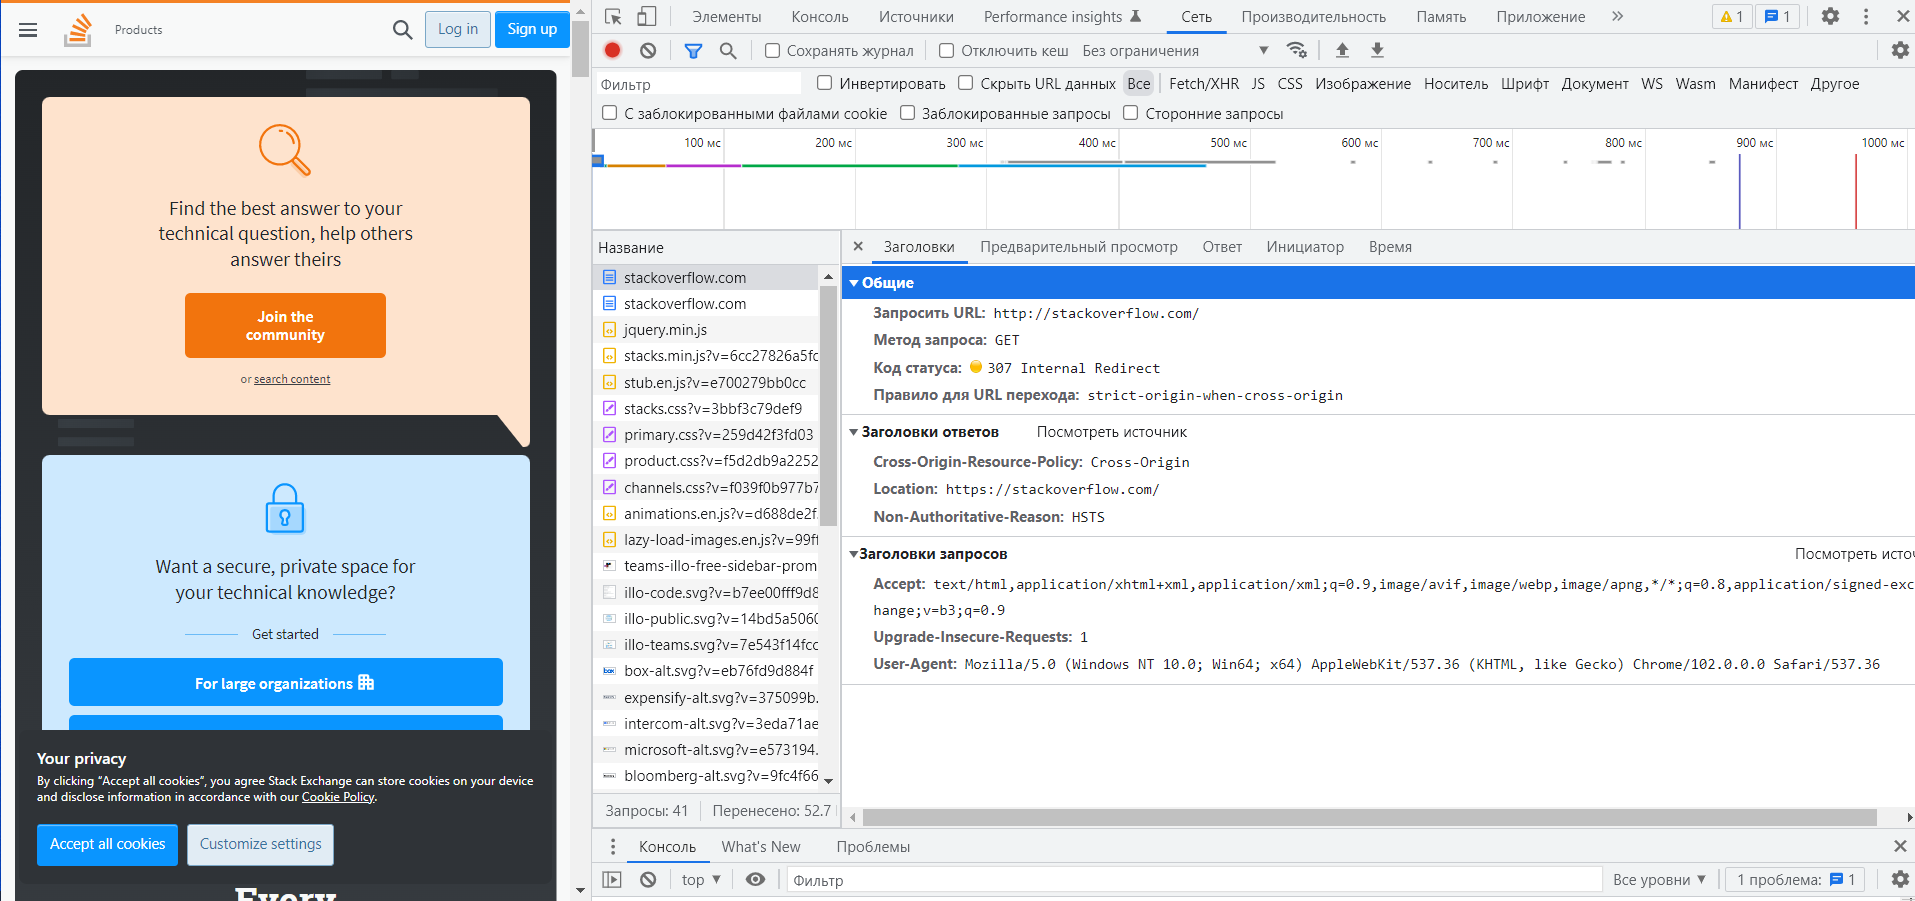 Products
Log in
Sign up
Find the best answer to your
technical question, help others
answer theirs
Join the
community
or search content
Want a secure, private space for
your technical knowledge?
Get started
For large organizations
Your privacy
By clicking “Accept all cookies”, you agree Stack Exchange can store cookies on your device
and disclose information in accordance with our Cookie Policy.
Accept all cookies
Customize settings
Every
Элементы
Консоль
Источники
Performance insights
Сеть
Производительность
Память
Приложение
1
1
Сохранять журнал
Отключить кеш
Без ограничения
Фильтр
Инвертировать
Скрыть URL данных
Все
Fetch/XHR
JS
CSS
Изображение
Носитель
Шрифт
Документ
WS
Wasm
Манифест
Другое
С заблокированными файлами cookie
Заблокированные запросы
Сторонние запросы
100 мс
200 мс
300 мс
400 мс
500 мс
600 мс
700 мс
800 мс
900 мс
1000 мс
Название
stackoverflow.com
stackoverflow.com
jquery.min.js
stacks.min.js?v=6cc27826a5fc
stub.en.js?v=e700279bb0cc
stacks.css?v=3bbf3c79def9
primary.css?v=259d42f3fd03
product.css?v=f5d2db9a2252
channels.css?v=f039f0b977b7
animations.en.js?v=d688de2f
lazy-load-images.en.js?v=99ff
teams-illo-free-sidebar-prom
illo-code.svg?v=b7ee00fff9d8
illo-public.svg?v=14bd5a5060
illo-teams.svg?v=7e543f14fcc
box-alt.svg?v=eb76fd9d884f
expensify-alt.svg?v=375099b.
intercom-alt.svg?v=3eda71ae
microsoft-alt.svg?v=e573194.
bloomberg-alt.svg?v=9fc4f66
Запросы: 41
Перенесено: 52.7
Заголовки
Предварительный просмотр
Ответ
Инициатор
Время
Общие
Запросить URL: http://stackoverflow.com/
Метод запроса: GET
Код статуса: 307 Internal Redirect
Правило для URL перехода: strict-origin-when-cross-origin
Заголовки ответов
Посмотреть источник
Cross-Origin-Resource-Policy: Cross-Origin
Location: https://stackoverflow.com/
Non-Authoritative-Reason: HSTS
Заголовки запросов
Посмотреть источ
Accept: text/html,application/xhtml+xml,application/xml;q=0.9,image/avif,image/webp,image/apng,*/*;q=0.8,application/signed-exc
hange;v=b3;q=0.9
Upgrade-Insecure-Requests: 1
User-Agent: Mozilla/5.0 (Windows NT 10.0; Win64; x64) AppleWebKit/537.36 (KHTML, like Gecko) Chrome/102.0.0.0 Safari/537.36
Консоль
What's New
Проблемы
top
Фильтр
Все уровни
1 проблема:
1